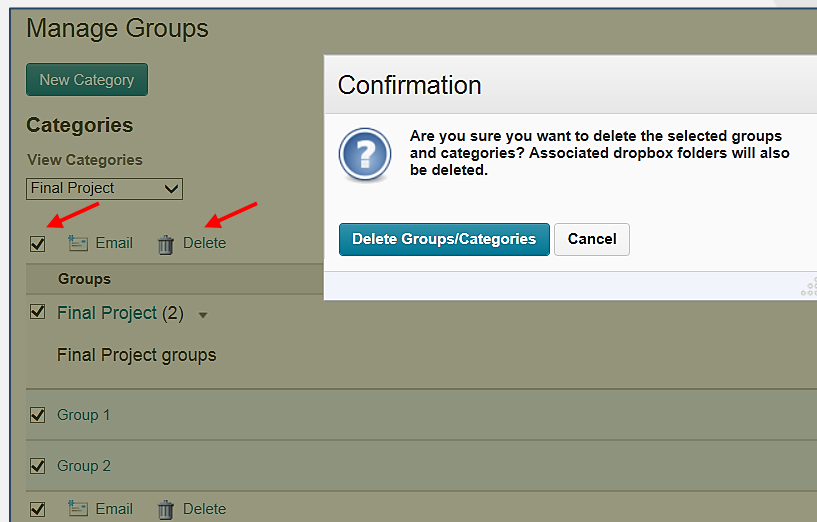 Manage Groups
New Category
Categories
View Categories
Final Project
Email Delete
Groups
Final Project (2)
Final Project groups
Group 1
Group 2
Email Delete
Confirmation
?
Are you sure you want to delete the selected groups
and categories? Associated dropbox folders will also
be deleted.
Delete Groups/Categories Cancel